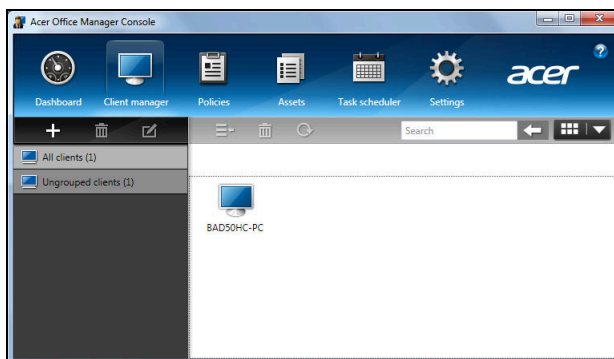 Acer Office Manager Console
Dashboard Client manager Policies Assets Task scheduler Settings acer ?
Search
All clients (1)
Ungrouped clients (1)
BAD50HC-PC